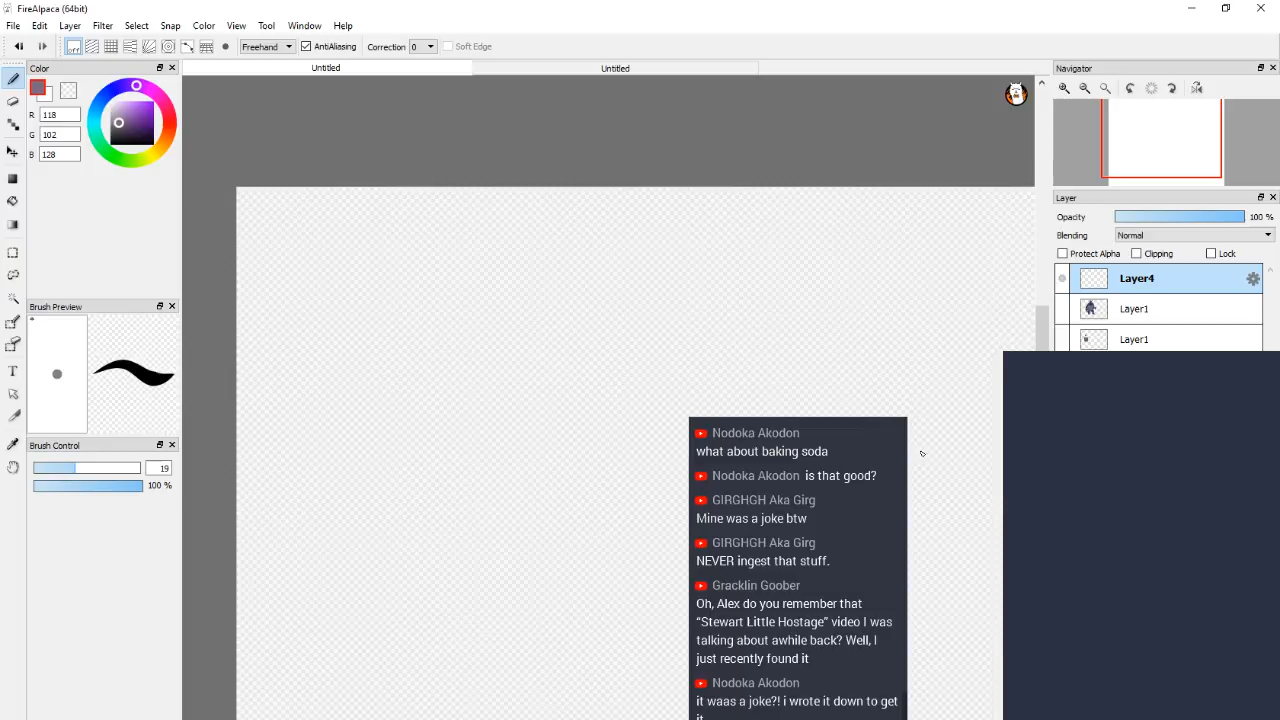 FireAlpaca (64bit)
File Edit Layer Filter Select Snap Color View Tool Window Help
off Freehand AntiAliasing Correction 0 Soft Edge
Color
Untitled
Untitled
Navigator
R 118
G 102
B 128
Layer
Opacity 100 %
Blending Normal
Protect Alpha Clipping Lock
Layer4
Layer1
Layer1
Brush Preview
Brush Control
19
100 %
T
Nodoka Akodon
what about baking soda
Nodoka Akodon is that good?
GIRGHGH Aka Girg
Mine was a joke btw
GIRGHGH Aka Girg
NEVER ingest that stuff.
Gracklin Goober
Oh, Alex do you remember that
“Stewart Little Hostage” video I was
talking about awhile back? Well, I
just recently found it
Nodoka Akodon
it waas a joke?! i wrote it down to get
it